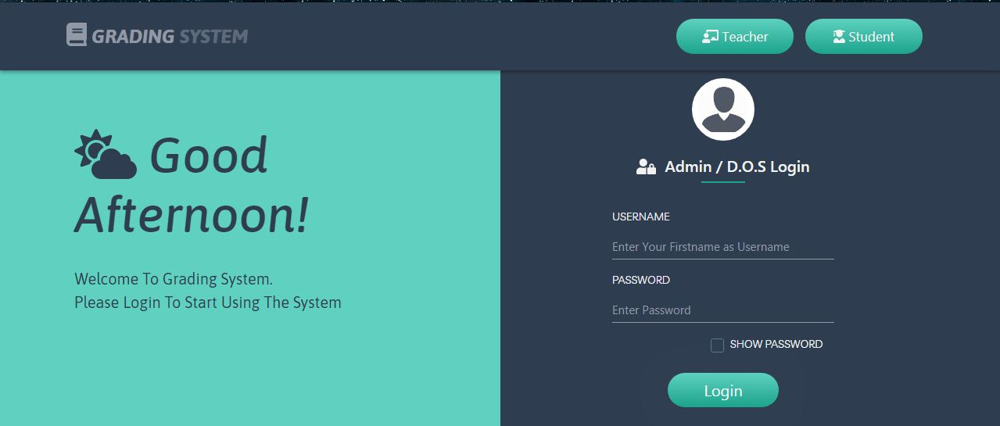 GRADING SYSTEM
Teacher
Student
Good
Afternoon!
Welcome To Grading System.
Please Login To Start Using The System
Admin / D.O.S Login
USERNAME
Enter Your Firstname as Username
PASSWORD
Enter Password
SHOW PASSWORD
Login